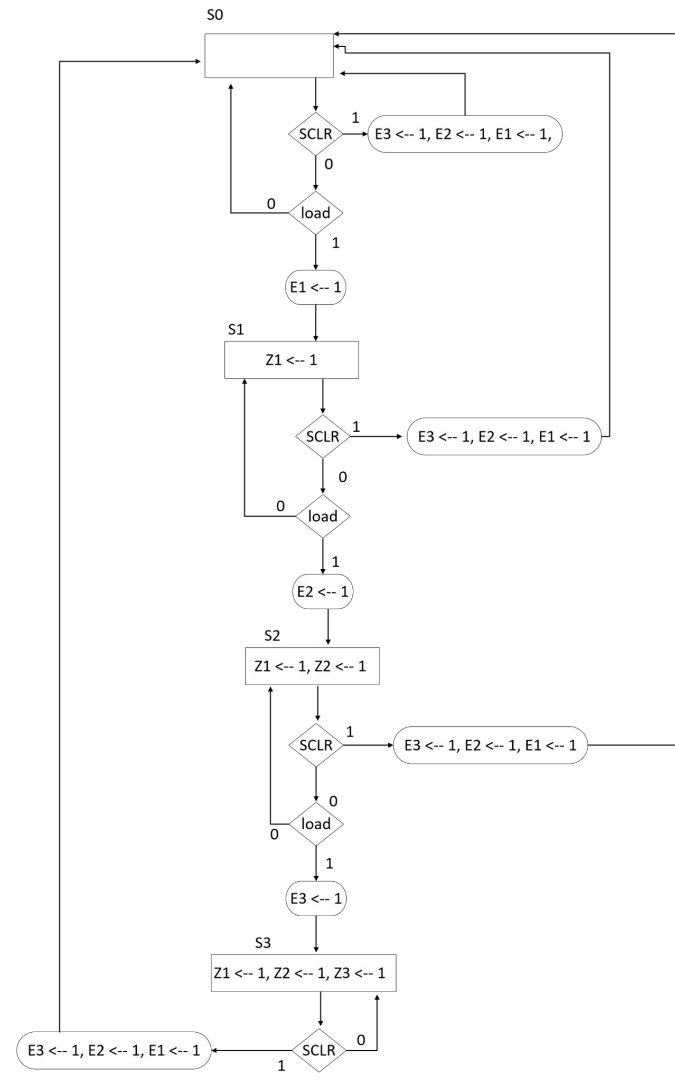 S0
SCLR
1
E3 <-- 1, E2 <-- 1, E1 <-- 1,
0
0
load
1
E1 <-- 1
S1
Z1 <-- 1
SCLR
1
E3 <-- 1, E2 <-- 1, E1 <-- 1
0
0
load
1
E2 <-- 1
S2
Z1 <-- 1, Z2 <-- 1
SCLR
1
E3 <-- 1, E2 <-- 1, E1 <-- 1
0
load
0
1
E3 <-- 1
S3
Z1 <-- 1, Z2 <-- 1, Z3 <-- 1
0
E3 <-- 1, E2 <-- 1, E1 <-- 1
1
SCLR